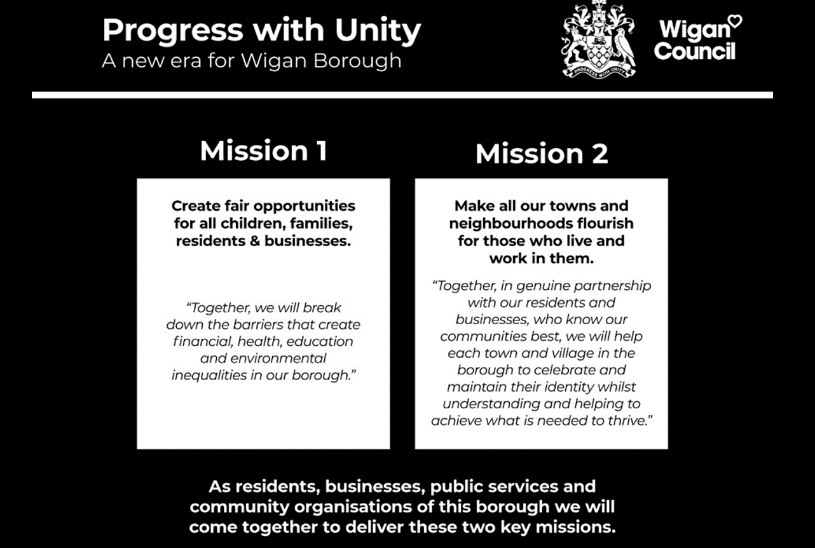 Progress with Unity
A new era for Wigan Borough
PROGRESS WITH UNITY
Wigan
Council
Mission 1
Create fair opportunities
for all children, families,
residents & businesses.
“Together, we will break
down the barriers that create
financial, health, education
and environmental
inequalities in our borough.”
Mission 2
Make all our towns and
neighbourhoods flourish
for those who live and
work in them.
“Together, in genuine partnership
with our residents and
businesses, who know our
communities best, we will help
each town and village in the
borough to celebrate and
maintain their identity whilst
understanding and helping to
achieve what is needed to thrive.”
As residents, businesses, public services and
community organisations of this borough we will
come together to deliver these two key missions.